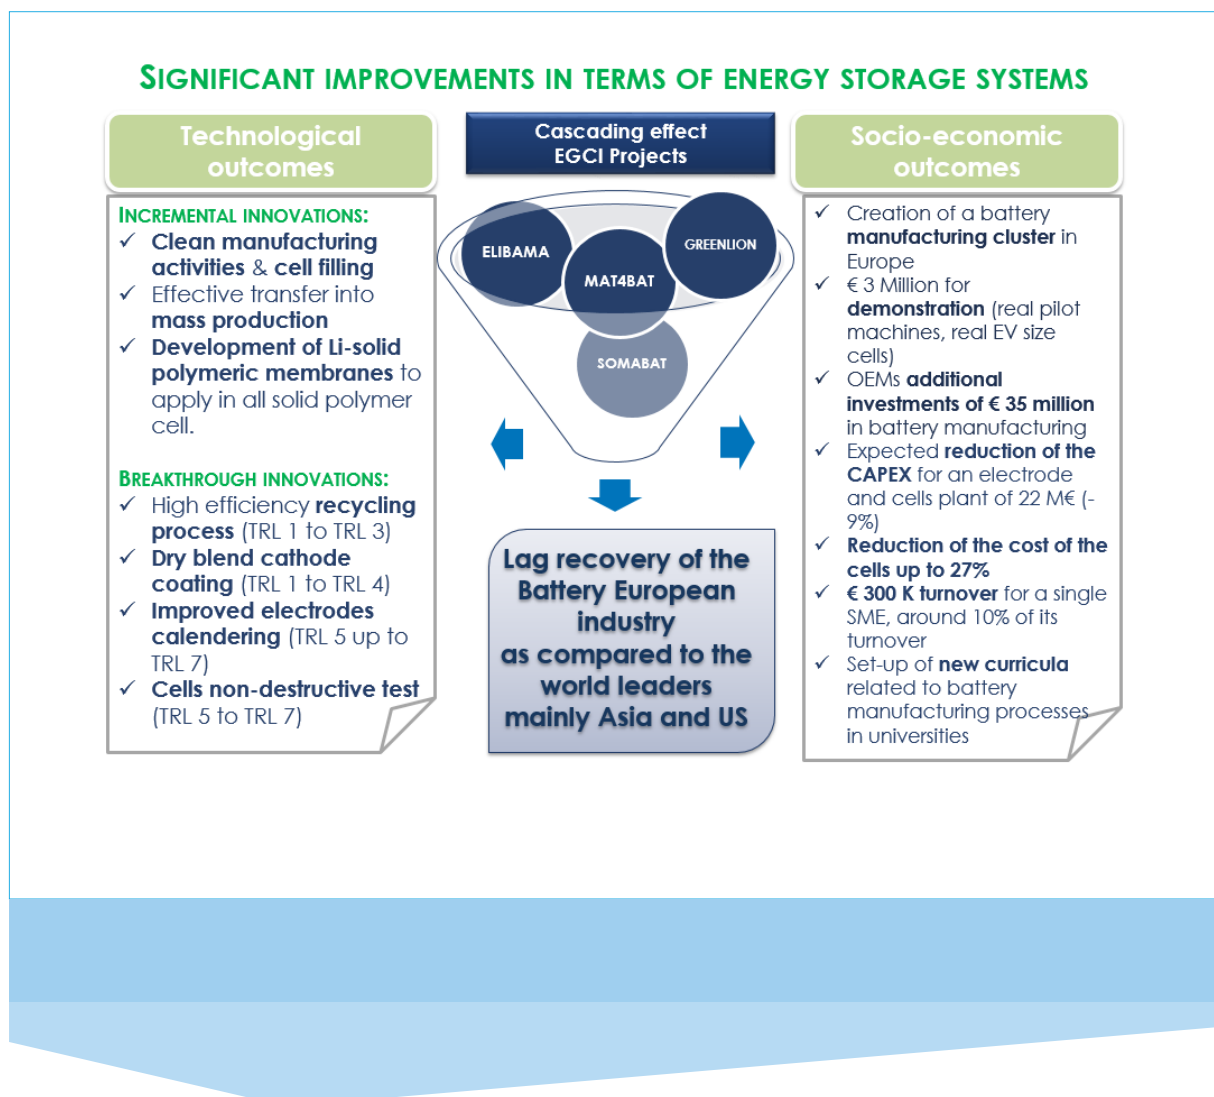 SIGNIFICANT IMPROVEMENTS IN TERMS OF ENERGY STORAGE SYSTEMS
Technological
outcomes
INCREMENTAL INNOVATIONS:
✓ Clean manufacturing
activities & cell filling
✓ Effective transfer into
mass production
✓ Development of Li-solid
polymeric membranes to
apply in all solid polymer
cell.
BREAKTHROUGH INNOVATIONS:
✓ High efficiency recycling
process (TRL 1 to TRL 3)
✓ Dry blend cathode
coating (TRL 1 to TRL 4)
✓ Improved electrodes
calendering (TRL 5 up to
TRL 7)
✓ Cells non-destructive test
(TRL 5 to TRL 7)
Cascading effect
EGCI Projects
ELIBAMA
MAT4BAT
GREENLION
SOMABAT
Lag recovery of the
Battery European
industry
as compared to the
world leaders
mainly Asia and US
Socio-economic
outcomes
✓ Creation of a battery
manufacturing cluster in
Europe
✓ € 3 Million for
demonstration (real pilot
machines, real EV size
cells)
✓ OEMs additional
investments of € 35 million
in battery manufacturing
✓ Expected reduction of the
CAPEX for an electrode
and cells plant of 22 M€ (-
9%)
✓ Reduction of the cost of the
cells up to 27%
✓ € 300 K turnover for a single
SME, around 10% of its
turnover
✓ Set-up of new curricula
related to battery
manufacturing processes
in universities